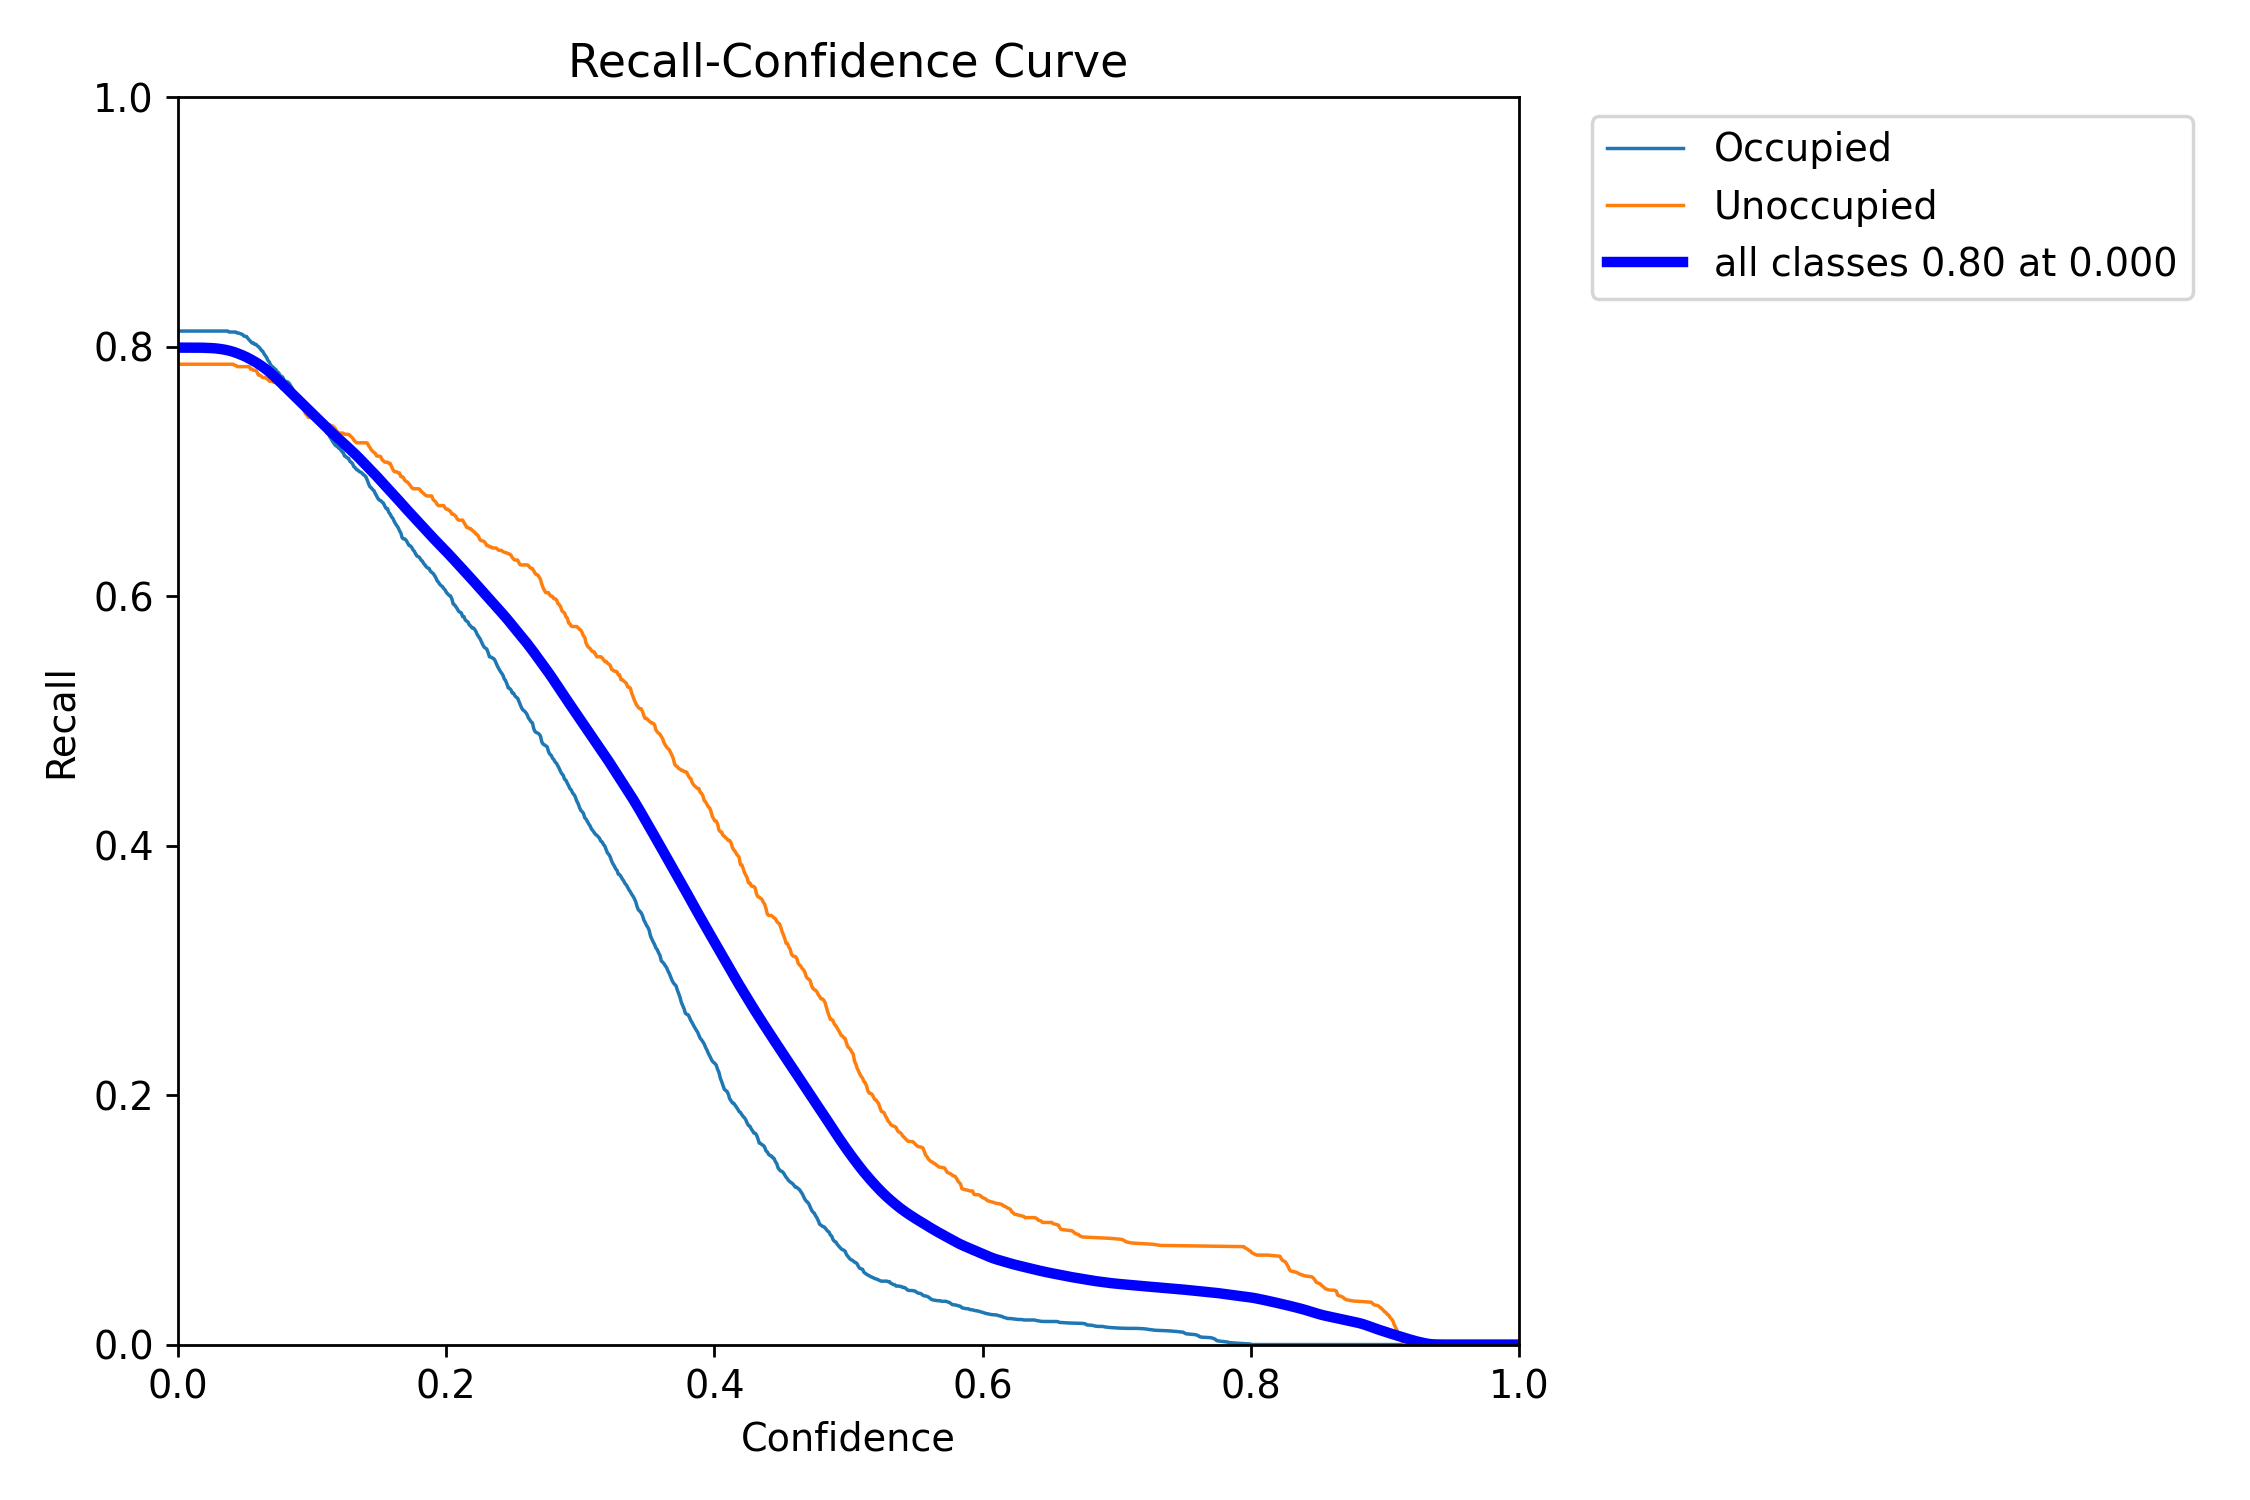 Recall-Confidence Curve
1.0
0.8
0.6
0.4
0.2
0.0
Recall
0.0 0.2 0.4 0.6 0.8 1.0
Confidence
Occupied
Unoccupied
all classes 0.80 at 0.000